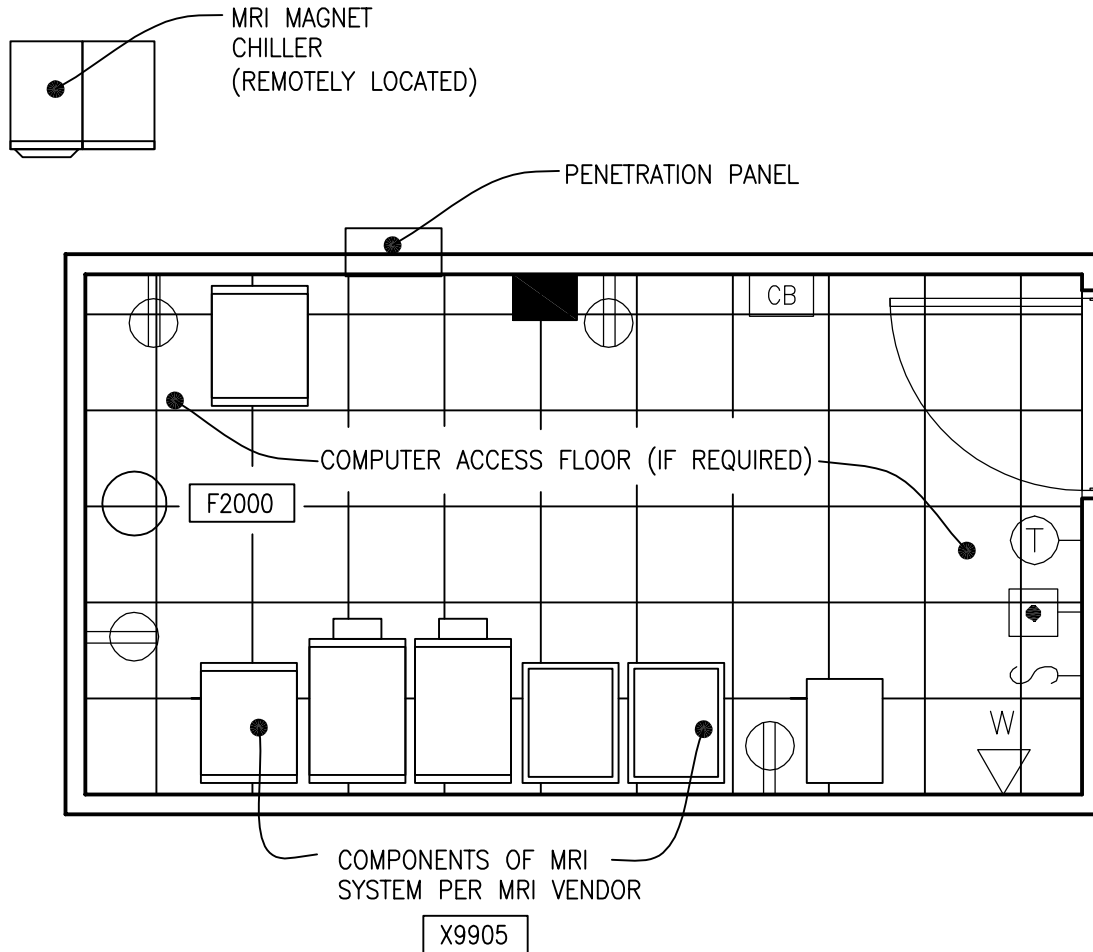 MRI MAGNET
CHILLER
(REMOTELY LOCATED)
PENETRATION PANEL
CB
COMPUTER ACCESS FLOOR (IF REQUIRED)
F2000
T
S
W
COMPONENTS OF MRI
SYSTEM PER MRI VENDOR
X9905